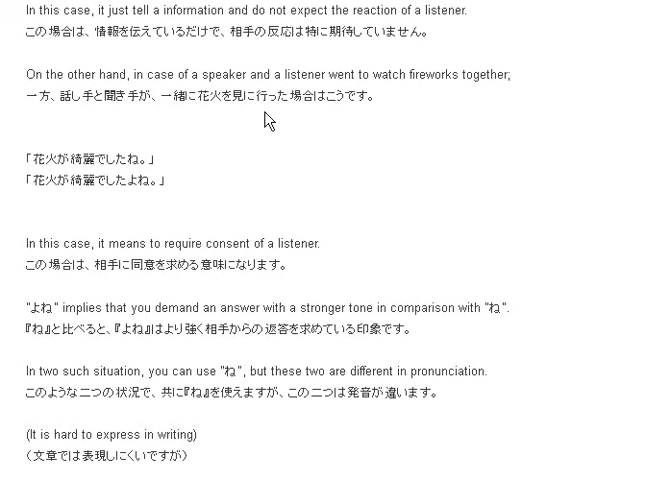 In this case, it just tell a information and do not expect the reaction of a listener.
この場合は、情報を伝えているだけで、相手の反応は特に期待していません。
On the other hand, in case of a speaker and a listener went to watch fireworks together;
一方、話し手と聞き手が、一緒に花火を見に行った場合はこうです。
「花火が綺麗でしたね。」
「花火が綺麗でしたよね。」
In this case, it means to require consent of a listener.
この場合は、相手に同意を求める意味になります。
"よね" implies that you demand an answer with a stronger tone in comparison with "ね".
『ね』と比べると、『よね』はより強く相手からの返答を求めている印象です。
In two such situation, you can use "ね", but these two are different in pronunciation.
このような二つの状況で、共に『ね』を使えますが、この二つは発音が違います。
(It is hard to express in writing)
（文章では表現しにくいですが）